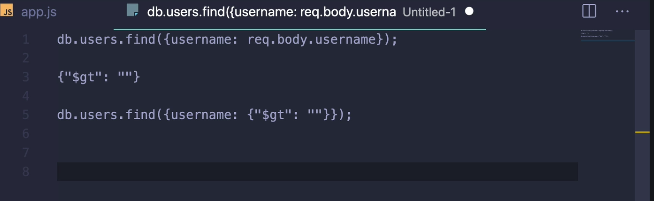 JS app.js db.users.find({username: req.body.userna Untitled-1
1 db.users.find({username: req.body.username});
2
3 {"$gt": ""}
4
5 db.users.find({username: {"$gt": ""}});
6
7
8